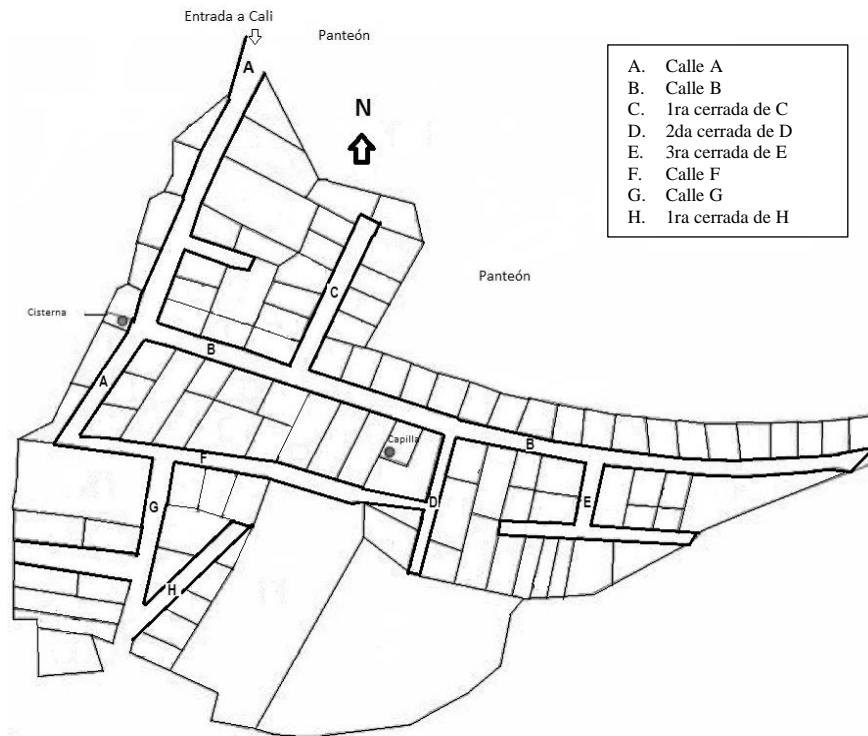 Entrada a Cali
Panteón
A
N
A. Calle A
B. Calle B
C. 1ra cerrada de C
D. 2da cerrada de D
E. 3ra cerrada de E
F. Calle F
G. Calle G
H. 1ra cerrada de H
Panteón
C
Cisterna
B
A
Capilla
B
F
D
E
G
H